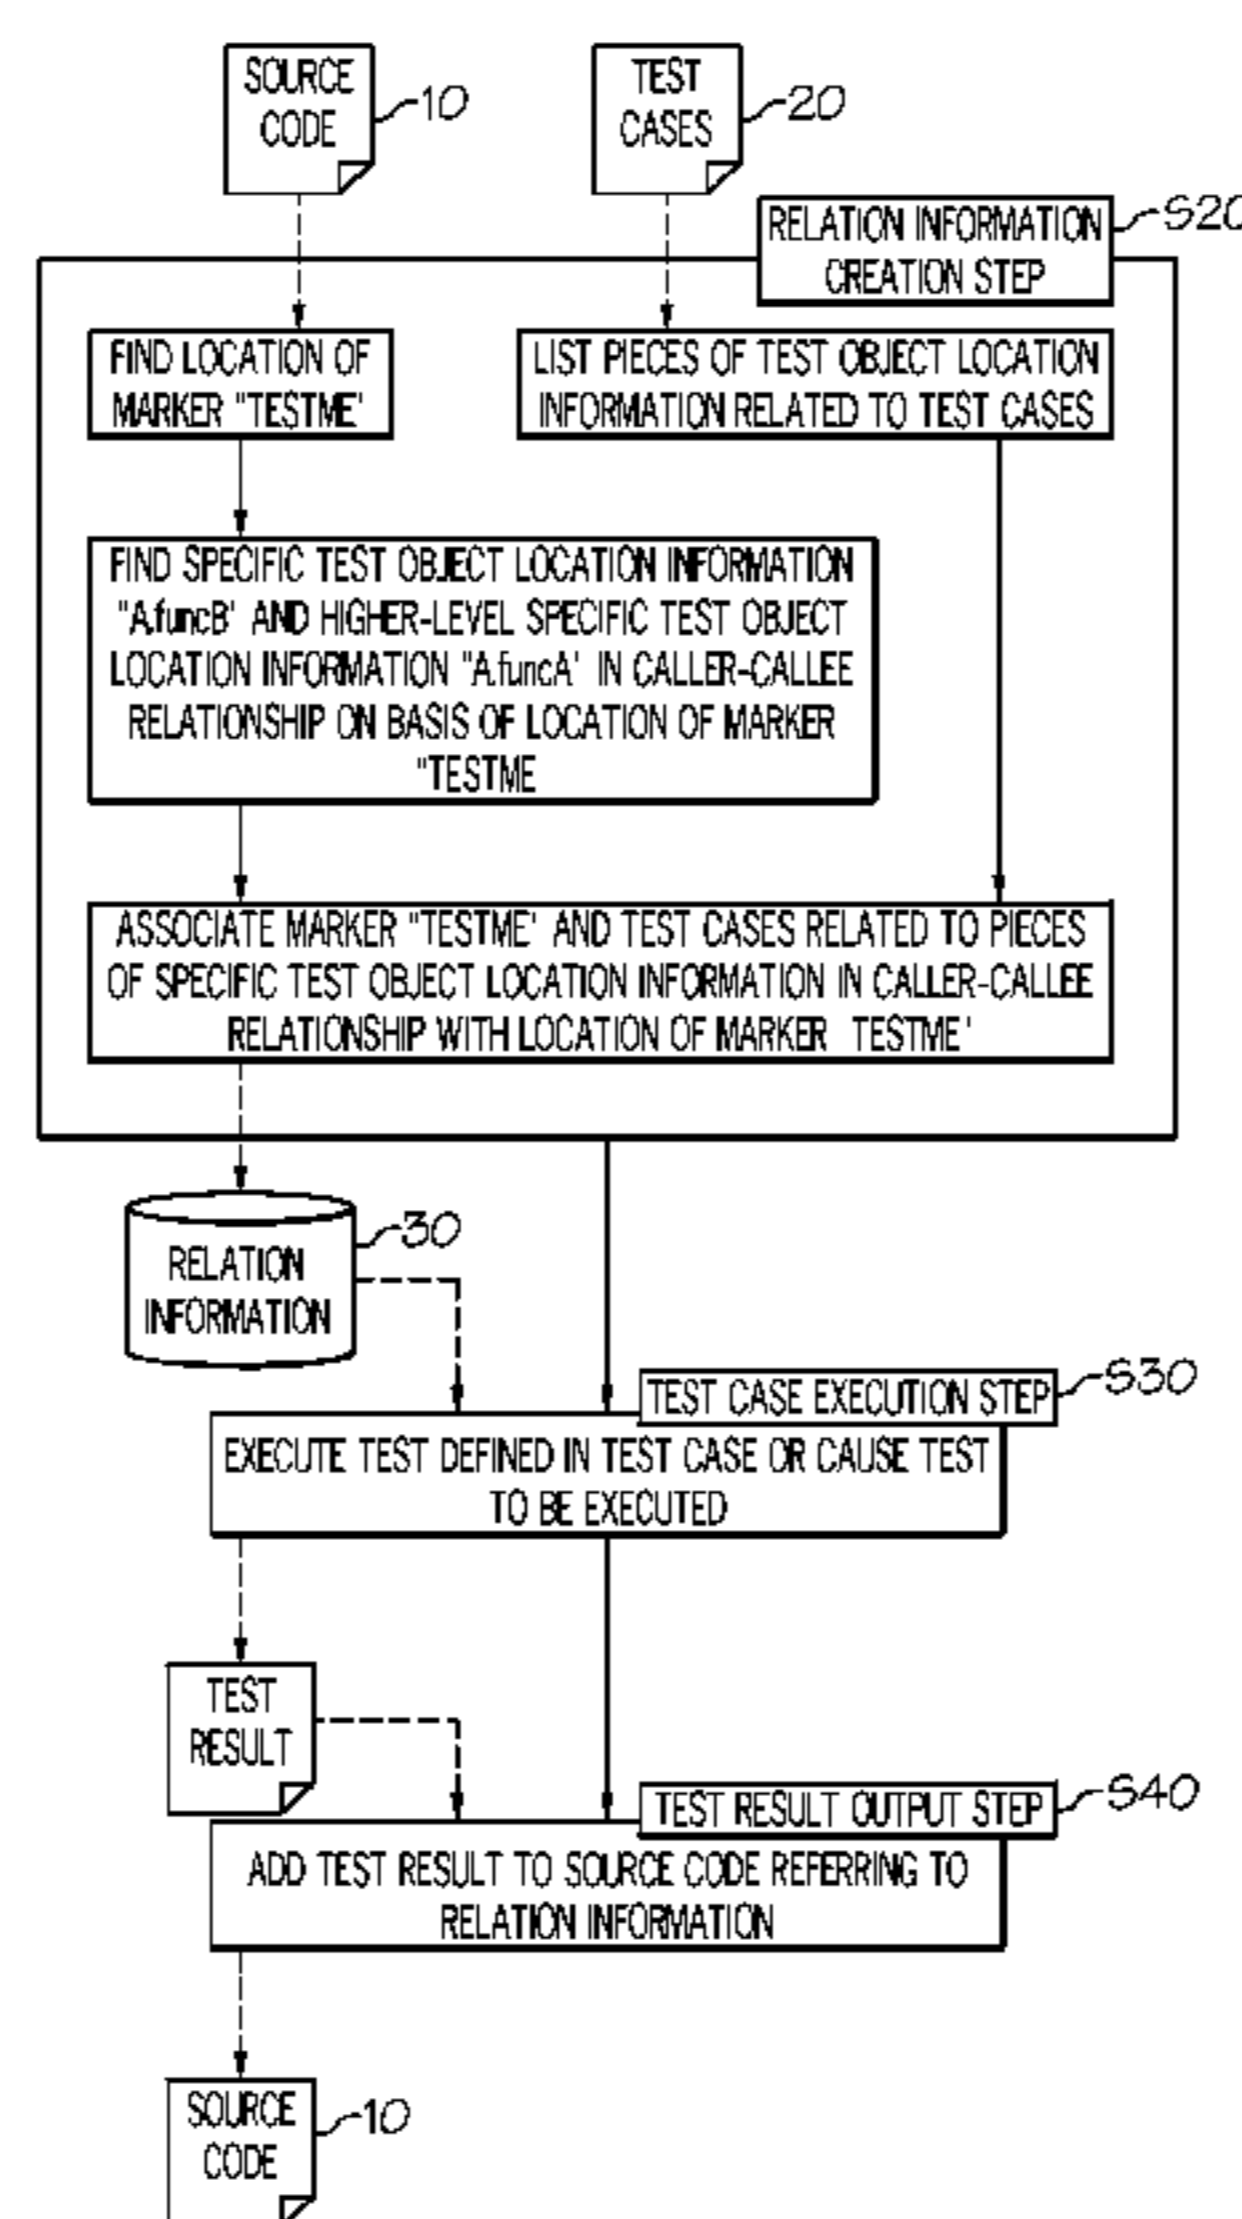 SOURCE
CODE
10
TEST
CASES
20
RELATION INFORMATION
CREATION STEP
S20
FIND LOCATION OF
MARKER "TESTME'
LIST PIECES OF TEST OBJECT LOCATION
INFORMATION RELATED TO TEST CASES
FIND SPECIFIC TEST OBJECT LOCATION INFORMATION
"A.funcB' AND HIGHER-LEVEL SPECIFIC TEST OBJECT
LOCATION INFORMATION "A.funcA' IN CALLER-CALLEE
RELATIONSHIP ON BASIS OF LOCATION OF MARKER
"TESTME
ASSOCIATE MARKER "TESTME' AND TEST CASES RELATED TO PIECES
OF SPECIFIC TEST OBJECT LOCATION INFORMATION IN CALLER-CALLEE
RELATIONSHIP WITH LOCATION OF MARKER TESTME'
RELATION
INFORMATION
30
TEST CASE EXECUTION STEP
S30
EXECUTE TEST DEFINED IN TEST CASE OR CAUSE TEST
TO BE EXECUTED
TEST
RESULT
TEST RESULT OUTPUT STEP
S40
ADD TEST RESULT TO SOURCE CODE REFERRING TO
RELATION INFORMATION
SOURCE
CODE
10